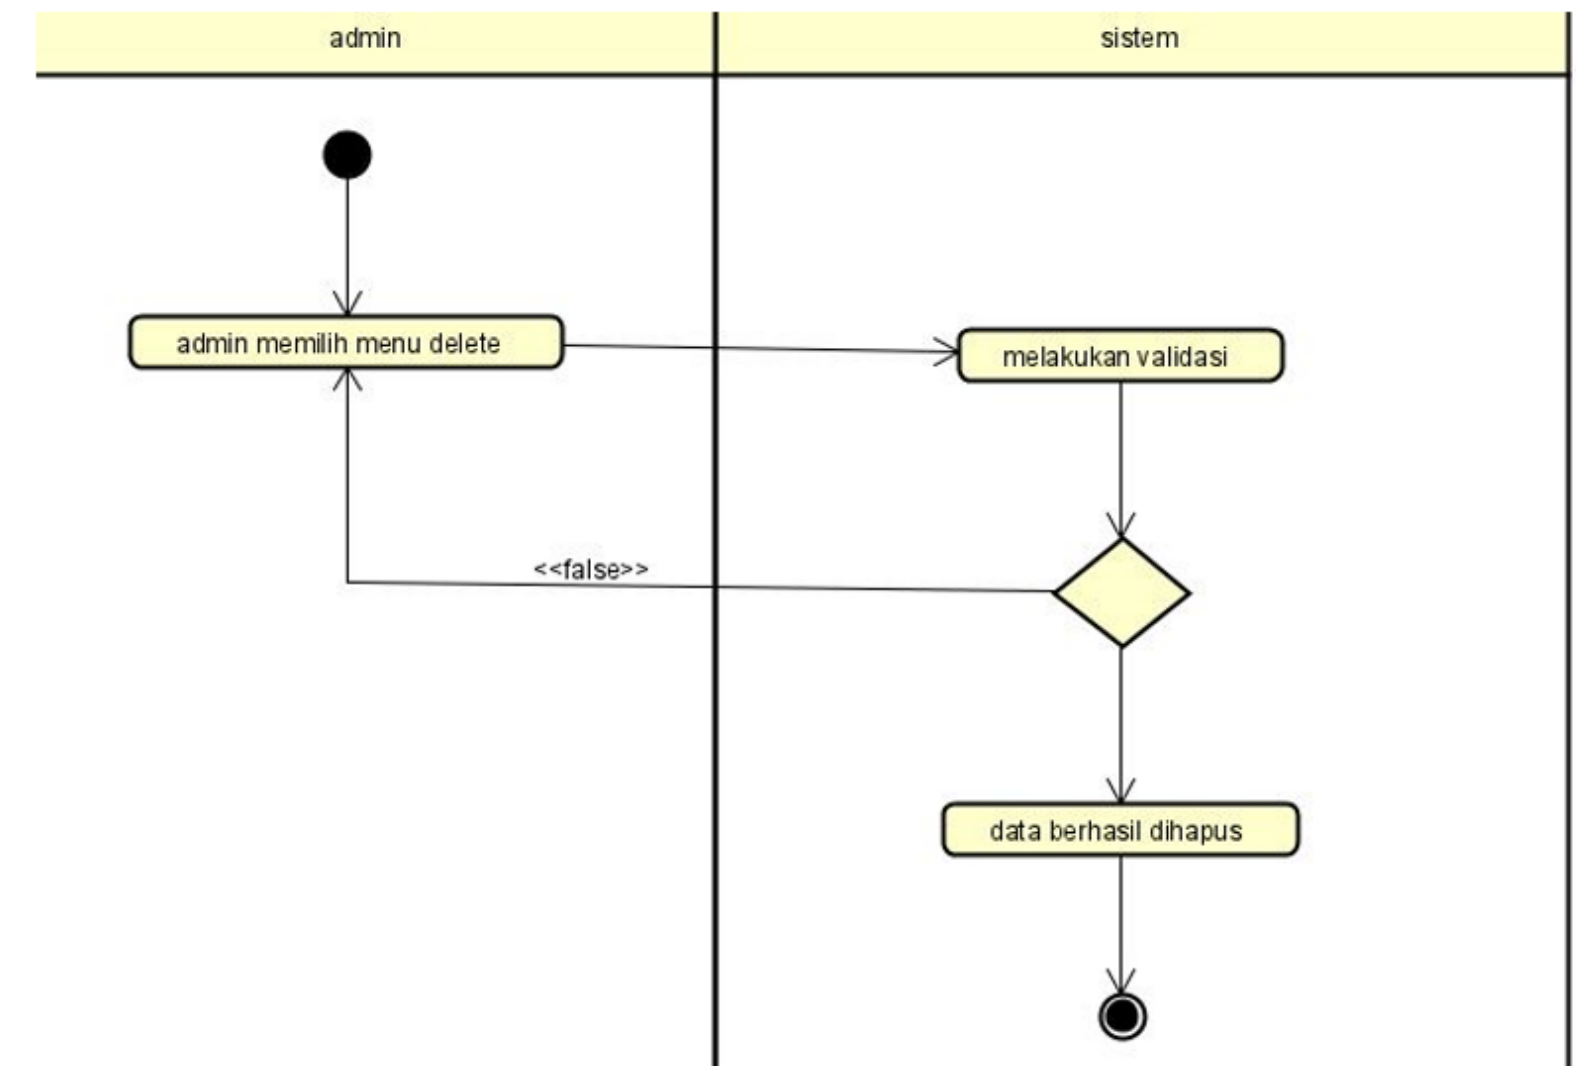 admin
sistem
admin memilih menu delete
melakukan validasi
<<false>>
data berhasil dihapus